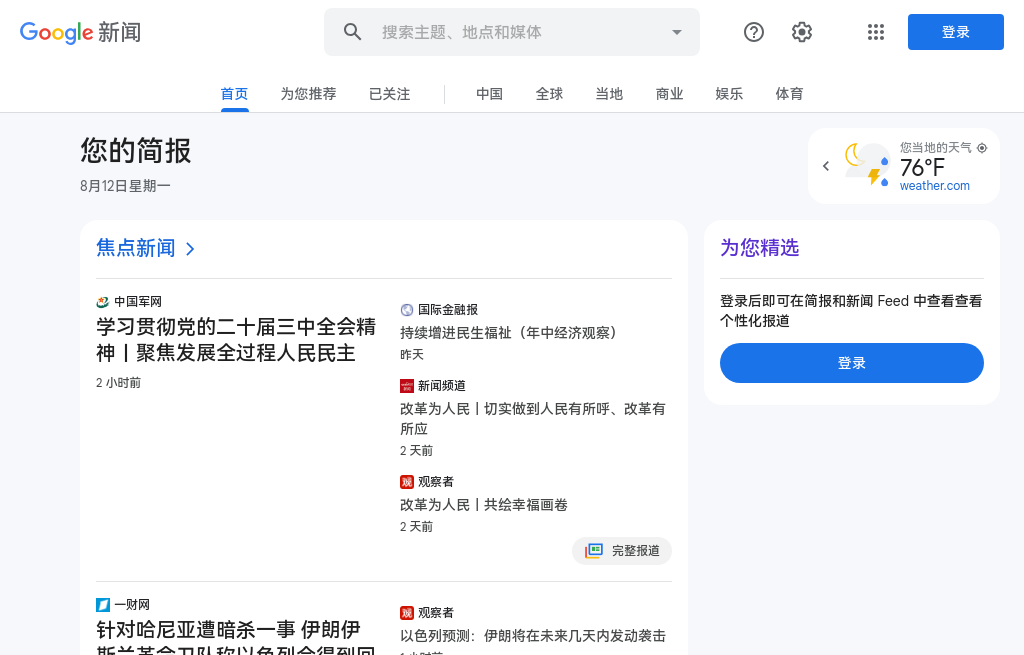 Google 新闻
搜索主题、地点和媒体
登录
首页
为您推荐
已关注
中国
全球
当地
商业
娱乐
体育
您的简报
8月12日星期一
您当地的天气
76°F
weather.com
焦点新闻
中国军网
学习贯彻党的二十届三中全会精
神丨聚焦发展全过程人民民主
2 小时前
国际金融报
持续增进民生福祉（年中经济观察）
昨天
新闻频道
改革为人民丨切实做到人民有所呼、改革有
所应
2 天前
观察者
改革为人民丨共绘幸福画卷
2 天前
完整报道
为您精选
登录后即可在简报和新闻 Feed 中查看查看
个性化报道
登录
一财网
针对哈尼亚遭暗杀一事 伊朗伊
斯兰革命卫队称以色列会得到回
观察者
以色列预测：伊朗将在未来几天内发动袭击